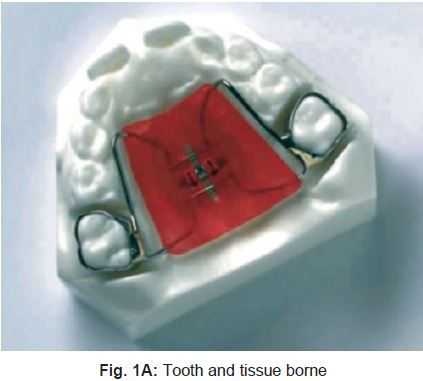 Fig. 1A: Tooth and tissue borne